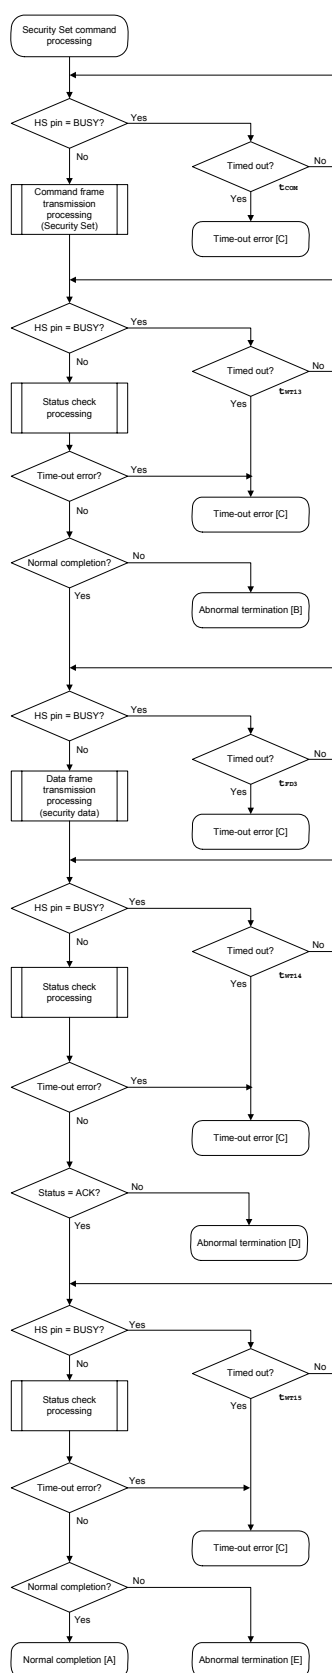 Security Set command
processing
HS pin = BUSY?
Yes
No
Timed out?
No
Yes
tCOM
Command frame
transmission
processing
(Security Set)
Time-out error [C]
HS pin = BUSY?
Yes
No
Timed out?
No
Yes
tWT13
Status check
processing
Time-out error?
Yes
No
Time-out error [C]
Normal completion?
No
Yes
Abnormal termination [B]
HS pin = BUSY?
Yes
No
Timed out?
No
Yes
tFD3
Data frame
transmission
processing
(security data)
Time-out error [C]
HS pin = BUSY?
Yes
No
Timed out?
No
Yes
tWT14
Status check
processing
Time-out error?
Yes
No
Time-out error [C]
Status = ACK?
No
Yes
Abnormal termination [D]
HS pin = BUSY?
Yes
No
Timed out?
No
Yes
tWT15
Status check
processing
Time-out error?
Yes
No
Time-out error [C]
Normal completion?
No
Yes
Normal completion [A]
Abnormal termination [E]